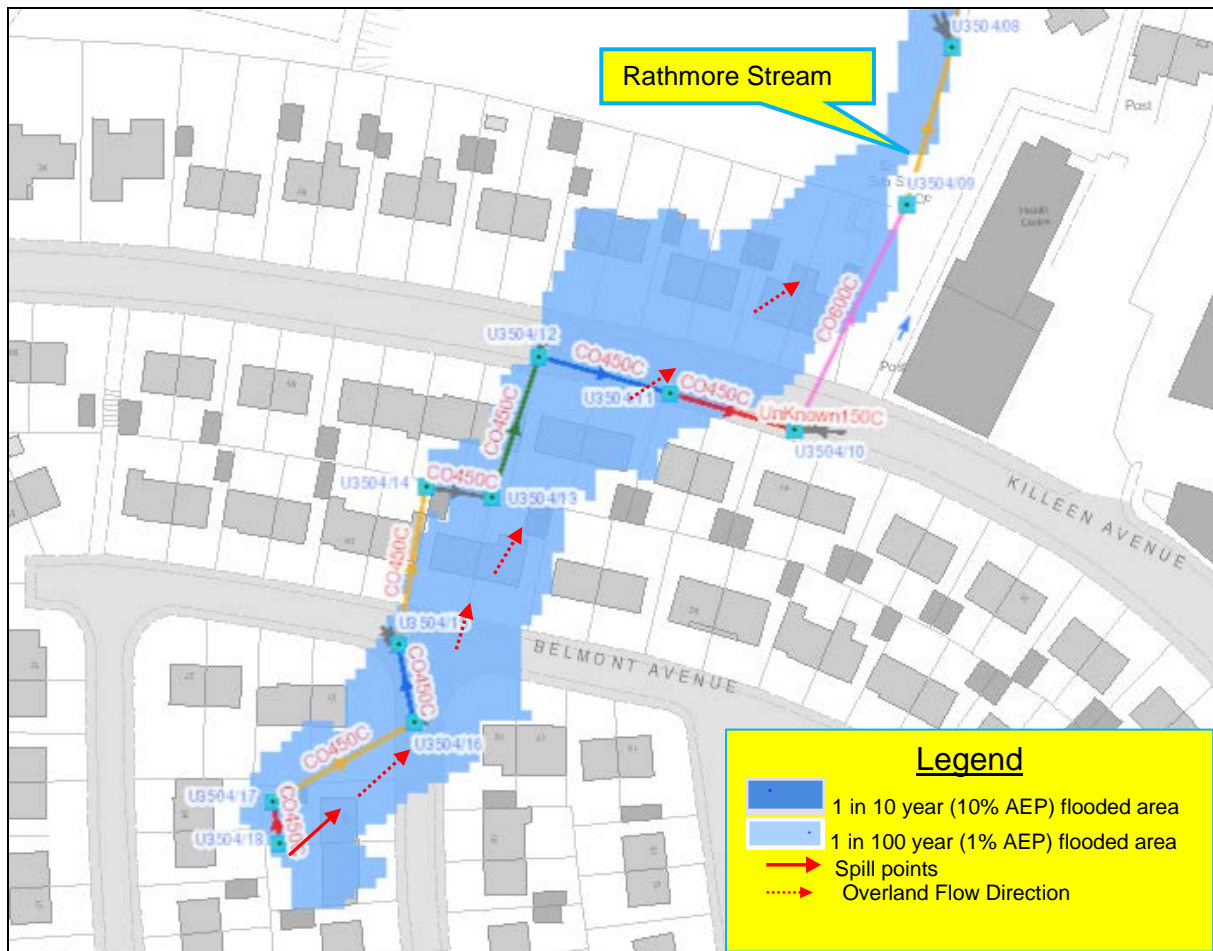 U3504/08
Rathmore Stream
Post
U3504/09
Health
Centre
CO600C
U3504/12
CO450C
U3504/11
CO450C
Post
UnKnown150C
U3504/10
CO450C
U3504/14
CO450C
U3504/13
KILLEEN AVENUE
CO450C
U3504/15
BELMONT AVENUE
CO450C
CO450C
U3504/16
U3504/17
CO450C
U3504/18
Legend
1 in 10 year (10% AEP) flooded area
1 in 100 year (1% AEP) flooded area
Spill points
Overland Flow Direction